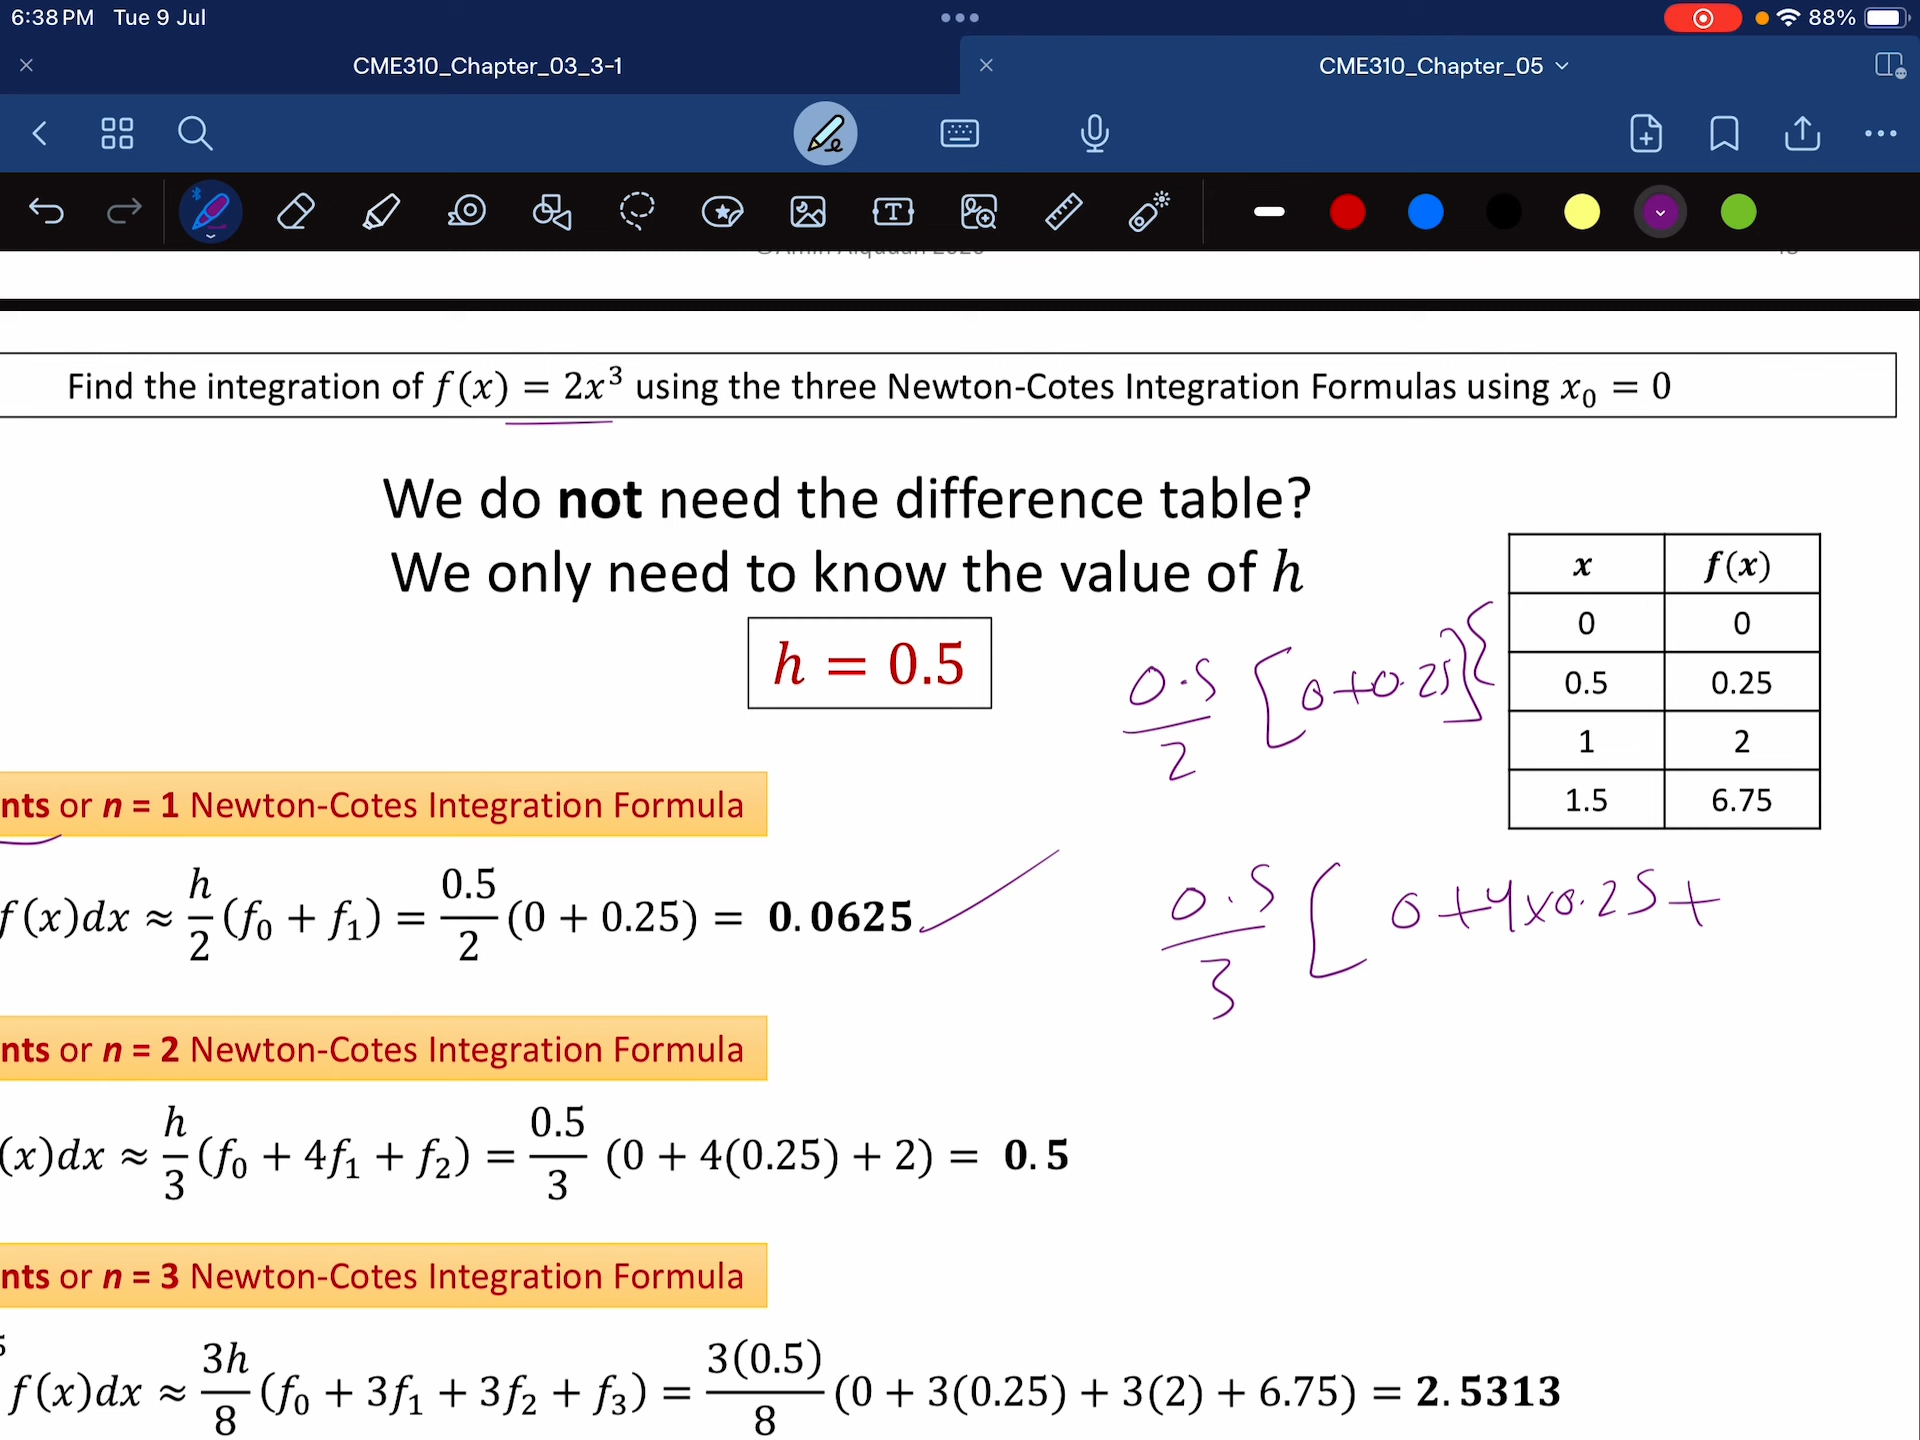 6:38 PM Tue 9 Jul
88%
CME310_Chapter_03_3-1
CME310_Chapter_05
Find the integration of f(x) = 2x³ using the three Newton-Cotes Integration Formulas using x₀ = 0
We do not need the difference table?
We only need to know the value of h
h = 0.5
x f(x)
0 0
0.5 0.25
1 2
1.5 6.75
0.5/2 [0+0.25]
nts or n = 1 Newton-Cotes Integration Formula
f(x)dx ≈ h/2 (f₀ + f₁) = 0.5/2 (0 + 0.25) = 0.0625
0.5/3 [0+4x0.25+
nts or n = 2 Newton-Cotes Integration Formula
(x)dx ≈ h/3 (f₀ + 4f₁ + f₂) = 0.5/3 (0 + 4(0.25) + 2) = 0.5
nts or n = 3 Newton-Cotes Integration Formula
f(x)dx ≈ 3h/8 (f₀ + 3f₁ + 3f₂ + f₃) = 3(0.5)/8 (0 + 3(0.25) + 3(2) + 6.75) = 2.5313